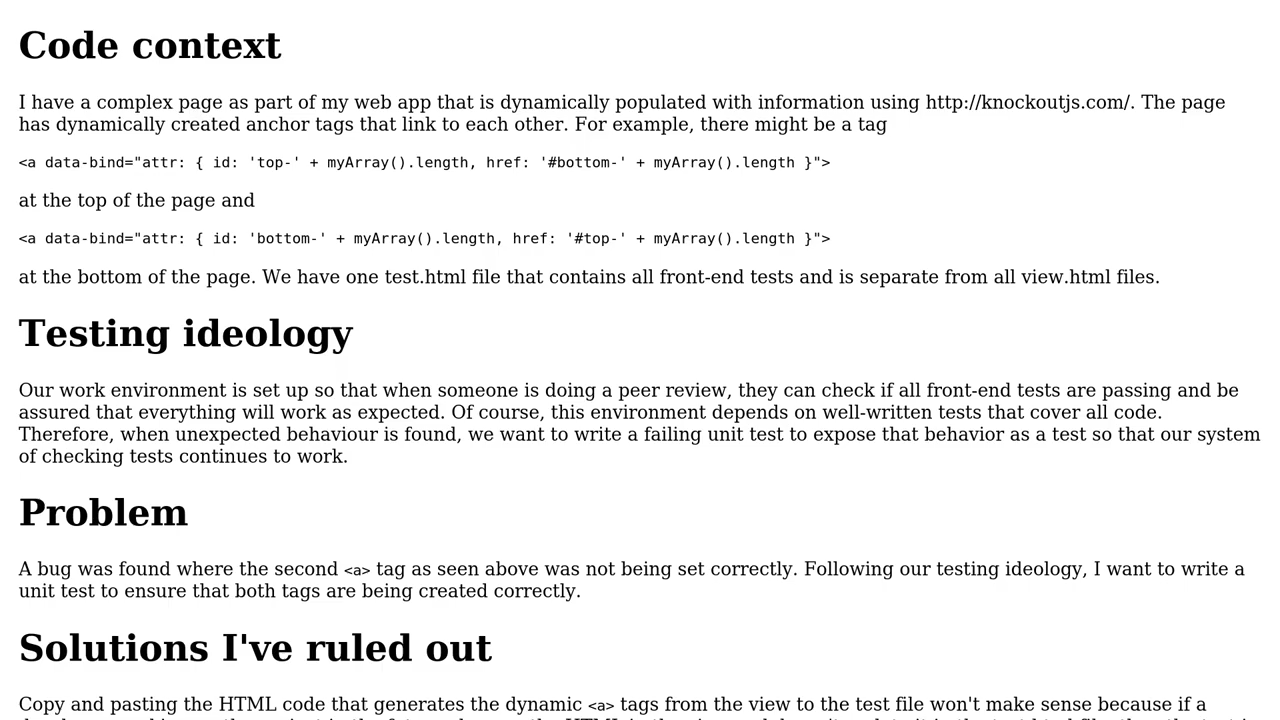 Code context
I have a complex page as part of my web app that is dynamically populated with information using http://knockoutjs.com/. The page
has dynamically created anchor tags that link to each other. For example, there might be a tag
<a data-bind="attr: { id: 'top-' + myArray().length, href: '#bottom-' + myArray().length }">
at the top of the page and
<a data-bind="attr: { id: 'bottom-' + myArray().length, href: '#top-' + myArray().length }">
at the bottom of the page. We have one test.html file that contains all front-end tests and is separate from all view.html files.
Testing ideology
Our work environment is set up so that when someone is doing a peer review, they can check if all front-end tests are passing and be
assured that everything will work as expected. Of course, this environment depends on well-written tests that cover all code.
Therefore, when unexpected behaviour is found, we want to write a failing unit test to expose that behavior as a test so that our system
of checking tests continues to work.
Problem
A bug was found where the second <a> tag as seen above was not being set correctly. Following our testing ideology, I want to write a
unit test to ensure that both tags are being created correctly.
Solutions I've ruled out
Copy and pasting the HTML code that generates the dynamic <a> tags from the view to the test file won't make sense because if a